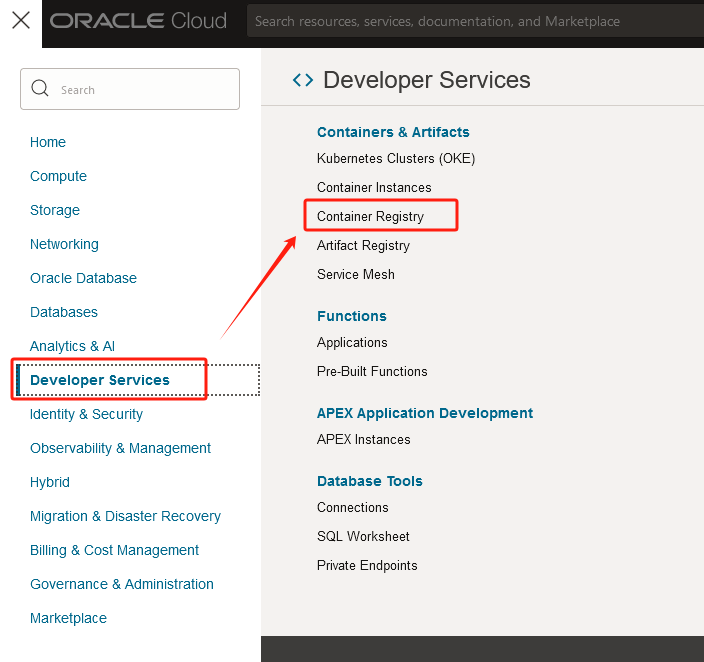 ORACLE Cloud
Search resources, services, documentation, and Marketplace
Search
Home
Compute
Storage
Networking
Oracle Database
Databases
Analytics & AI
Developer Services
Identity & Security
Observability & Management
Hybrid
Migration & Disaster Recovery
Billing & Cost Management
Governance & Administration
Marketplace
Developer Services
Containers & Artifacts
Kubernetes Clusters (OKE)
Container Instances
Container Registry
Artifact Registry
Service Mesh
Functions
Applications
Pre-Built Functions
APEX Application Development
APEX Instances
Database Tools
Connections
SQL Worksheet
Private Endpoints